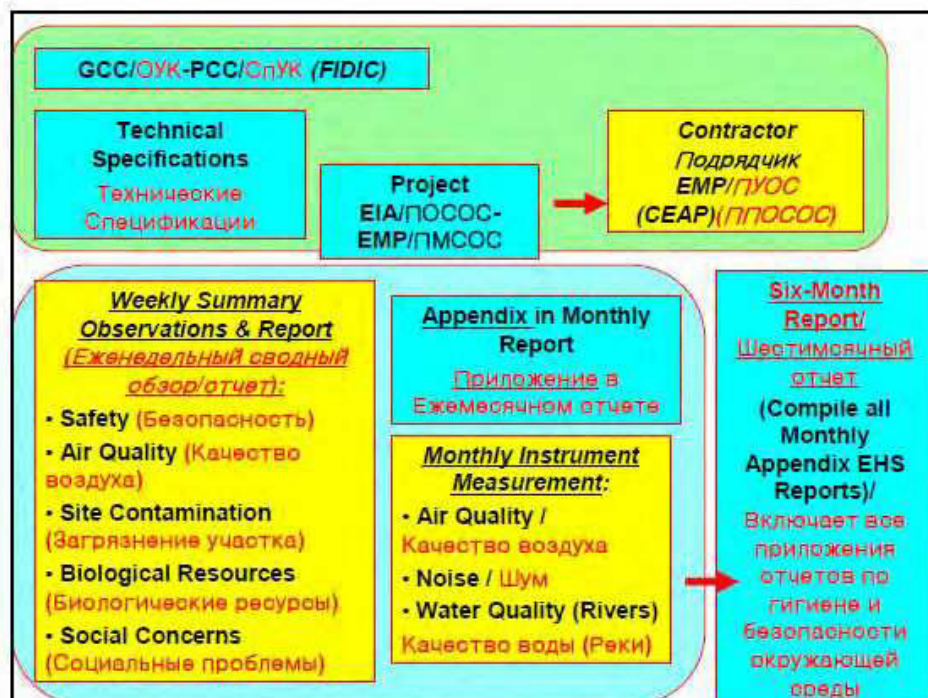 GCC/ОУК-PCC/СпУК (FIDIC)
Technical
Specifications
Технические
Спецификации
Project
EIA/ПОСОС-
EMP/ПМСОС
Contractor
Подрядчик
EMP/ПУОС
(CEAP)(ППОСОС)
Weekly Summary
Observations & Report
(Еженедельный сводный
обзор/отчет):
• Safety (Безопасность)
• Air Quality (Качество
воздуха)
• Site Contamination
(Загрязнение участка)
• Biological Resources
(Биологические ресурсы)
• Social Concerns
(Социальные проблемы)
Appendix in Monthly
Report
Приложение в
Ежемесячном отчете
Monthly Instrument
Measurement:
• Air Quality /
Качество воздуха
• Noise / Шум
• Water Quality (Rivers)
Качество воды (Реки)
Six-Month
Report/
Шестимсячный
отчет
(Compile all
Monthly
Appendix EHS
Reports)/
Включает все
приложения
отчетов по
гигиене и
безопасности
окружающей
среды